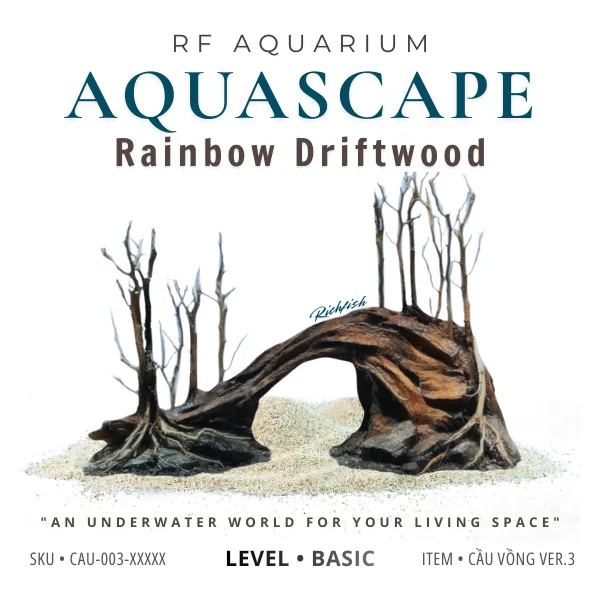 RF AQUARIUM
AQUASCAPE
Rainbow Driftwood
Richfish
"AN UNDERWATER WORLD FOR YOUR LIVING SPACE"
SKU • CAU-003-XXXXX
LEVEL • BASIC
ITEM • CẦU VỒNG VER.3